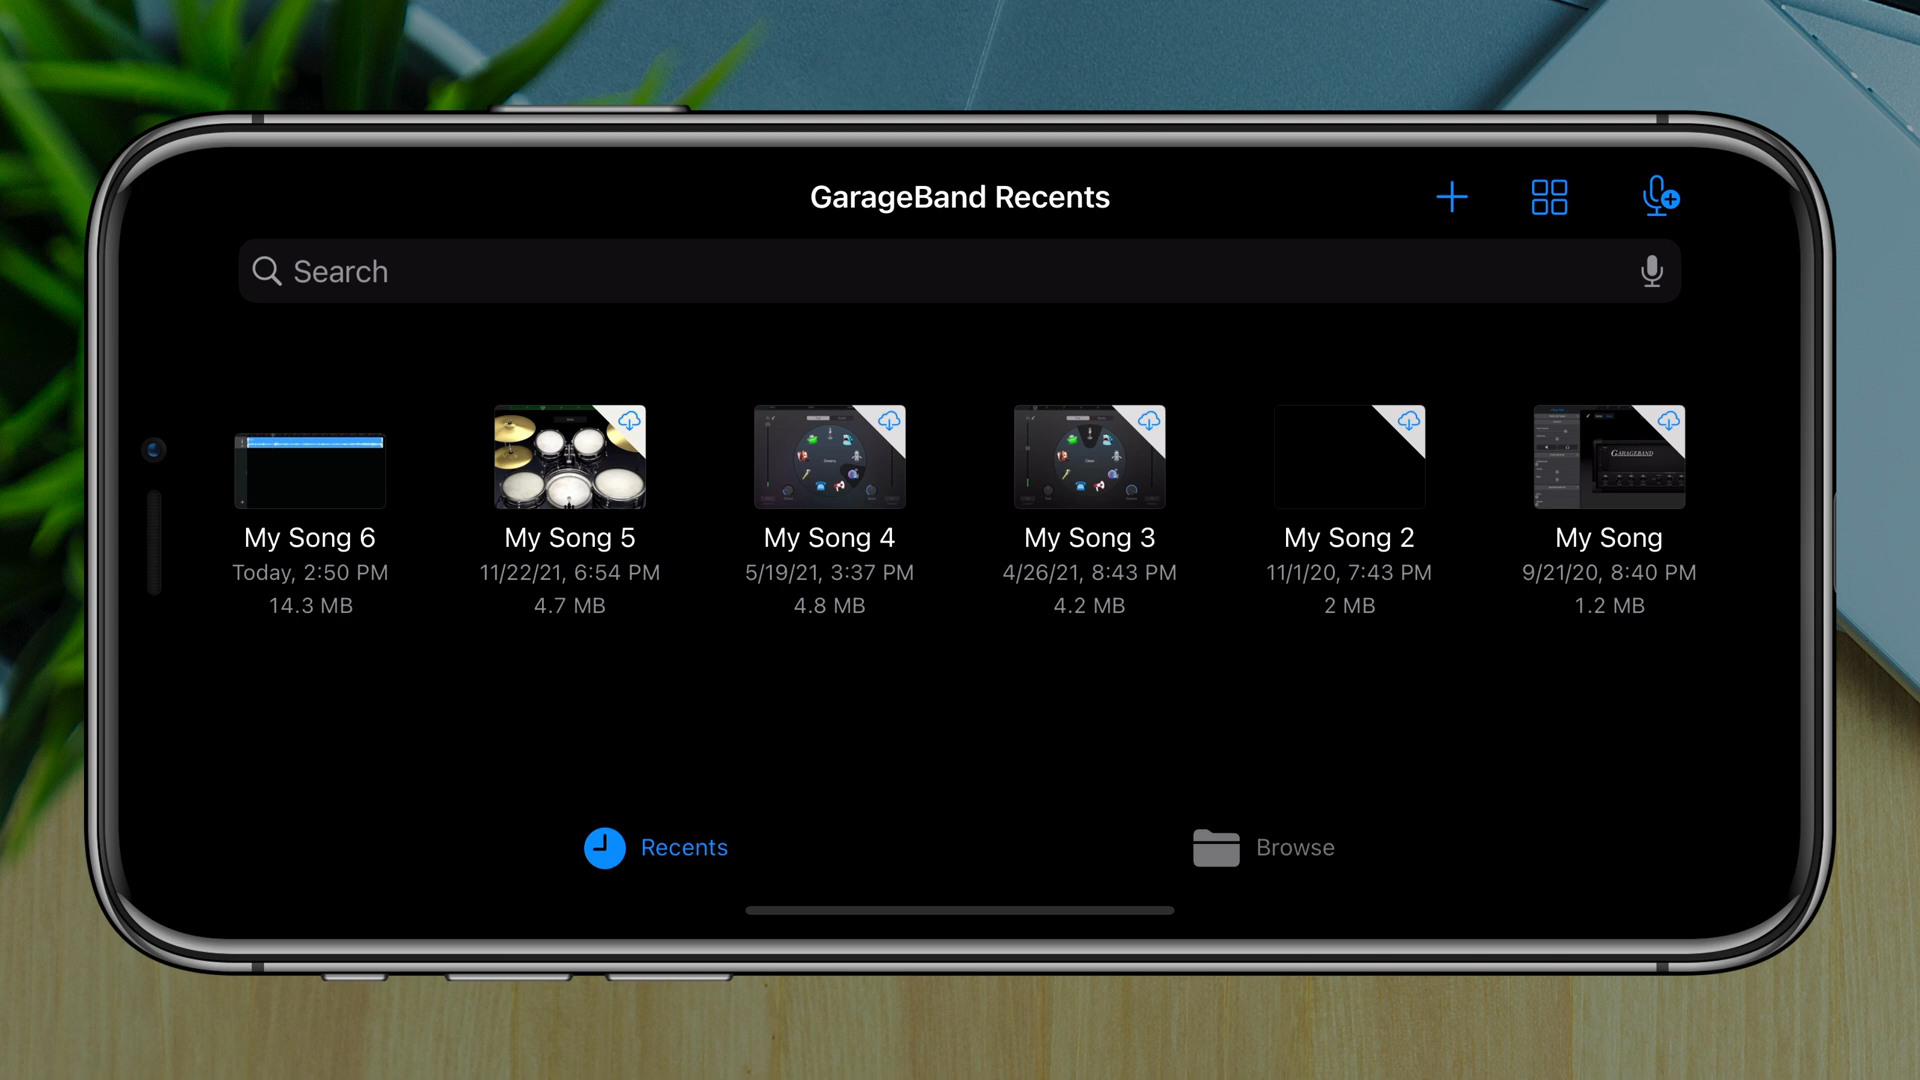 GarageBand Recents
Search
My Song 6
Today, 2:50 PM
14.3 MB
My Song 5
11/22/21, 6:54 PM
4.7 MB
My Song 4
5/19/21, 3:37 PM
4.8 MB
My Song 3
4/26/21, 8:43 PM
4.2 MB
My Song 2
11/1/20, 7:43 PM
2 MB
GARAGEBAND
My Song
9/21/20, 8:40 PM
1.2 MB
Recents
Browse